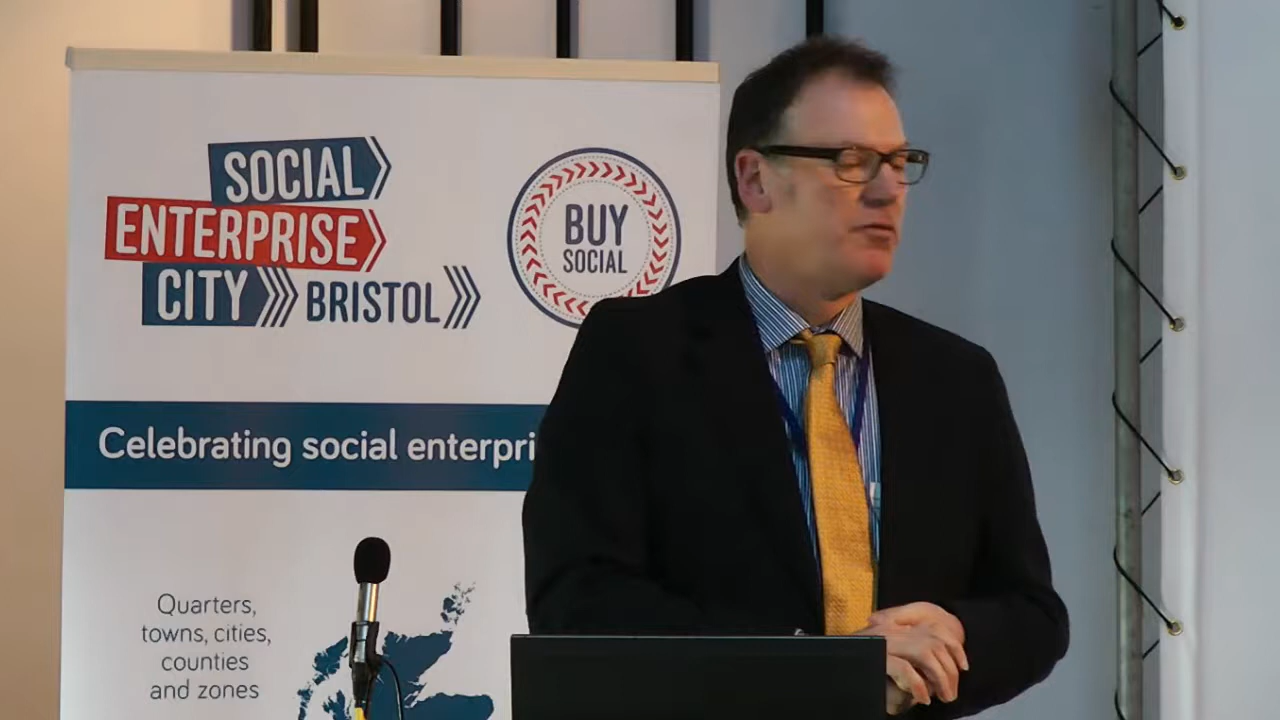 SOCIAL
ENTERPRISE
CITY BRISTOL
BUY
SOCIAL
Celebrating social enterpri
Quarters,
towns, cities,
counties
and zones